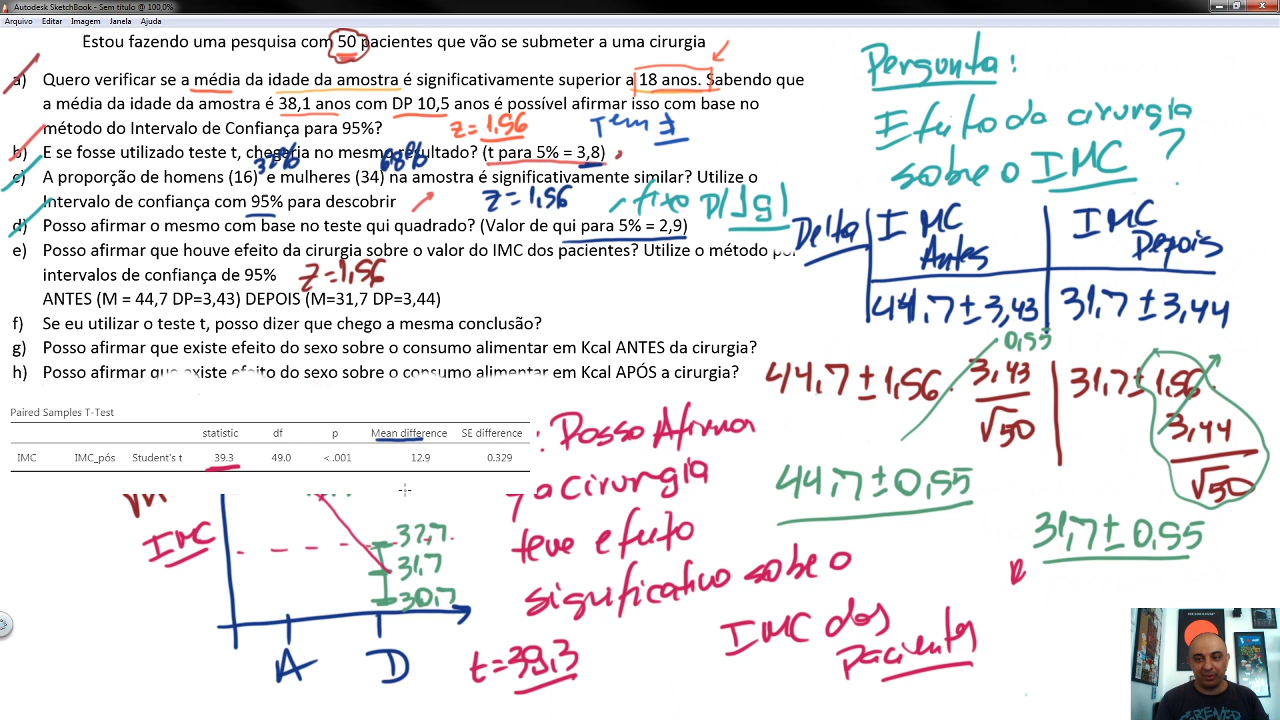 Autodesk SketchBook - Sem título @ 100,0%
Arquivo Editar Imagem Janela Ajuda
Estou fazendo uma pesquisa com 50 pacientes que vão se submeter a uma cirurgia
a) Quero verificar se a média da idade da amostra é significativamente superior a 18 anos. Sabendo que
a média da idade da amostra é 38,1 anos com DP 10,5 anos é possível afirmar isso com base no
método do Intervalo de Confiança para 95%?
z = 1,96
Tem t
b) E se fosse utilizado teste t, chegaria no mesmo resultado? (t para 5% = 3,8)
32%
68%
c) A proporção de homens (16) e mulheres (34) na amostra é significativamente similar? Utilize o
Intervalo de confiança com 95% para descobrir
z = 1,96
fixo p/ gl
d) Posso afirmar o mesmo com base no teste qui quadrado? (Valor de qui para 5% = 2,9)
e) Posso afirmar que houve efeito da cirurgia sobre o valor do IMC dos pacientes? Utilize o método por
intervalos de confiança de 95%
z = 1,96
ANTES (M = 44,7 DP=3,43) DEPOIS (M=31,7 DP=3,44)
f) Se eu utilizar o teste t, posso dizer que chego a mesma conclusão?
g) Posso afirmar que existe efeito do sexo sobre o consumo alimentar em Kcal ANTES da cirurgia?
h) Posso afirmar que existe efeito do sexo sobre o consumo alimentar em Kcal APÓS a cirurgia?
Pergunta:
Efeito da cirurgia
sobre o IMC ?
Delta
IMC Antes
IMC Depois
44,7 ± 3,43
31,7 ± 3,44
0,95
44,7 ± 1,96 . 3,43
√50
31,7 ± 1,96 .
3,44
√50
44,7 ± 0,95
31,7 ± 0,95
R
Paired Samples T-Test
statistic df p Mean difference SE difference
IMC IMC_pós Student's t 39.3 49.0 < .001 12.9 0.329
IMC
31,7
30,7
A D
: Posso Afirma
q a cirurgia
teve efeito
significativo sobre o
IMC dos
pacientes
t = 39,3